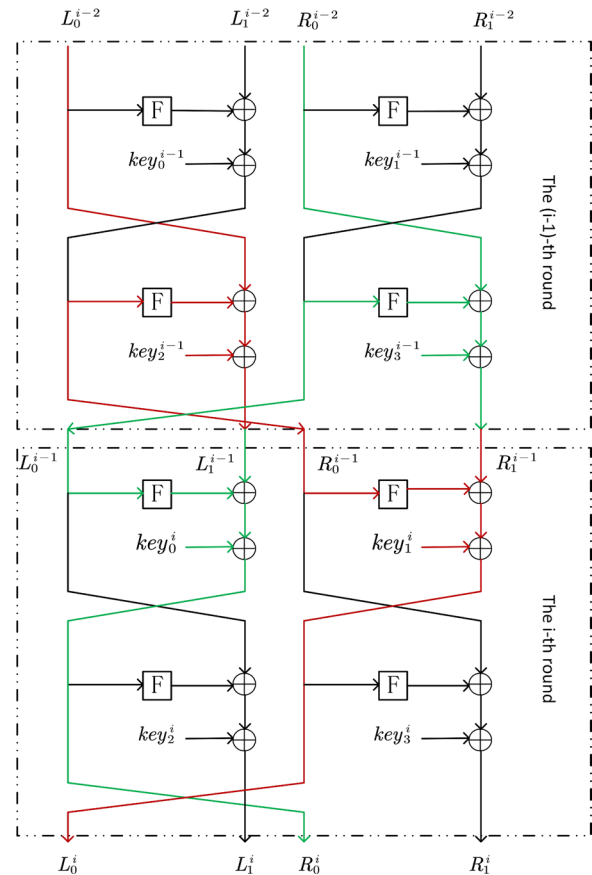 $L_0^{i-2}$ $L_1^{i-2}$ $R_0^{i-2}$ $R_1^{i-2}$
F F
$key_0^{i-1}$ $key_1^{i-1}$
The (i-1)-th round
F F
$key_2^{i-1}$ $key_3^{i-1}$
$L_0^{i-1}$ $L_1^{i-1}$ $R_0^{i-1}$ $R_1^{i-1}$
F F
$key_0^{i}$ $key_1^{i}$
The i-th round
F F
$key_2^{i}$ $key_3^{i}$
$L_0^{i}$ $L_1^{i}$ $R_0^{i}$ $R_1^{i}$